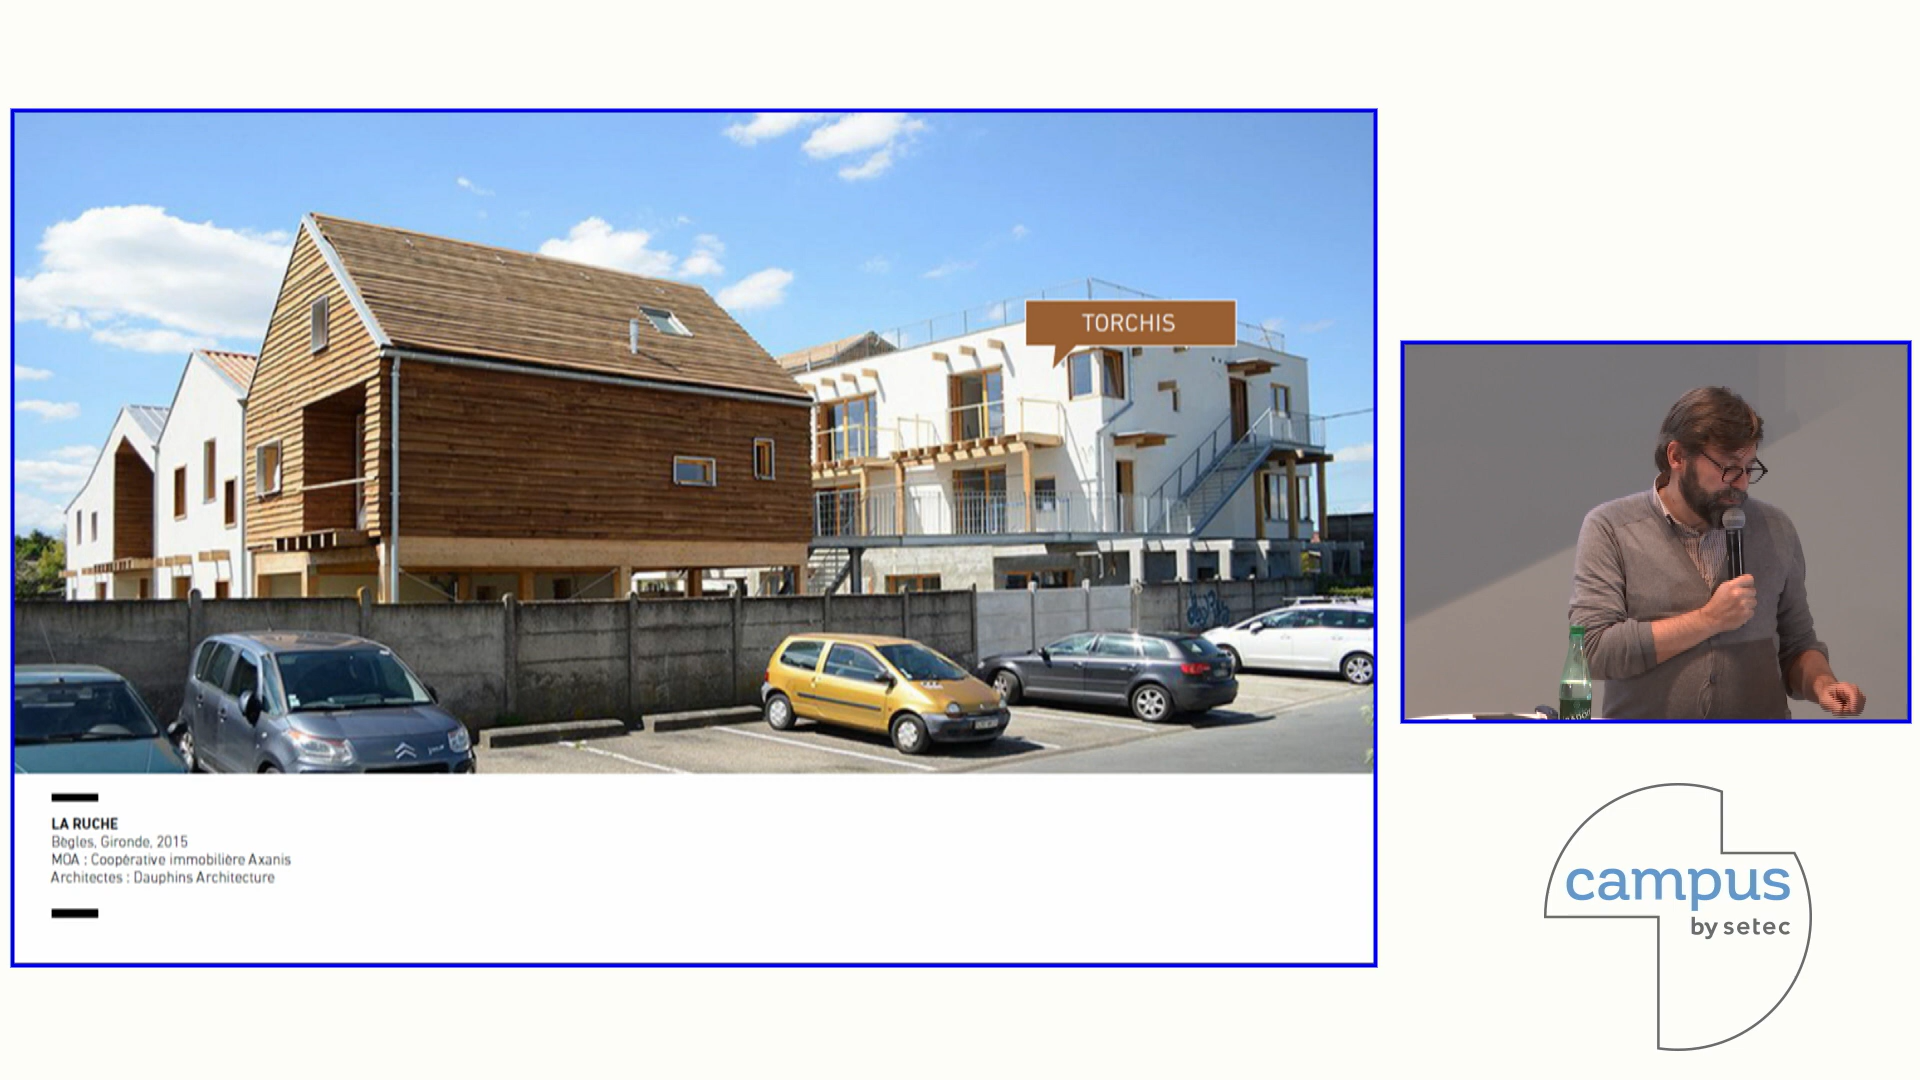 TORCHIS
LA RUCHE
Bègles, Gironde, 2015
MOA : Coopérative immobilière Axanis
Architectes : Dauphins Architecture
campus
by setec